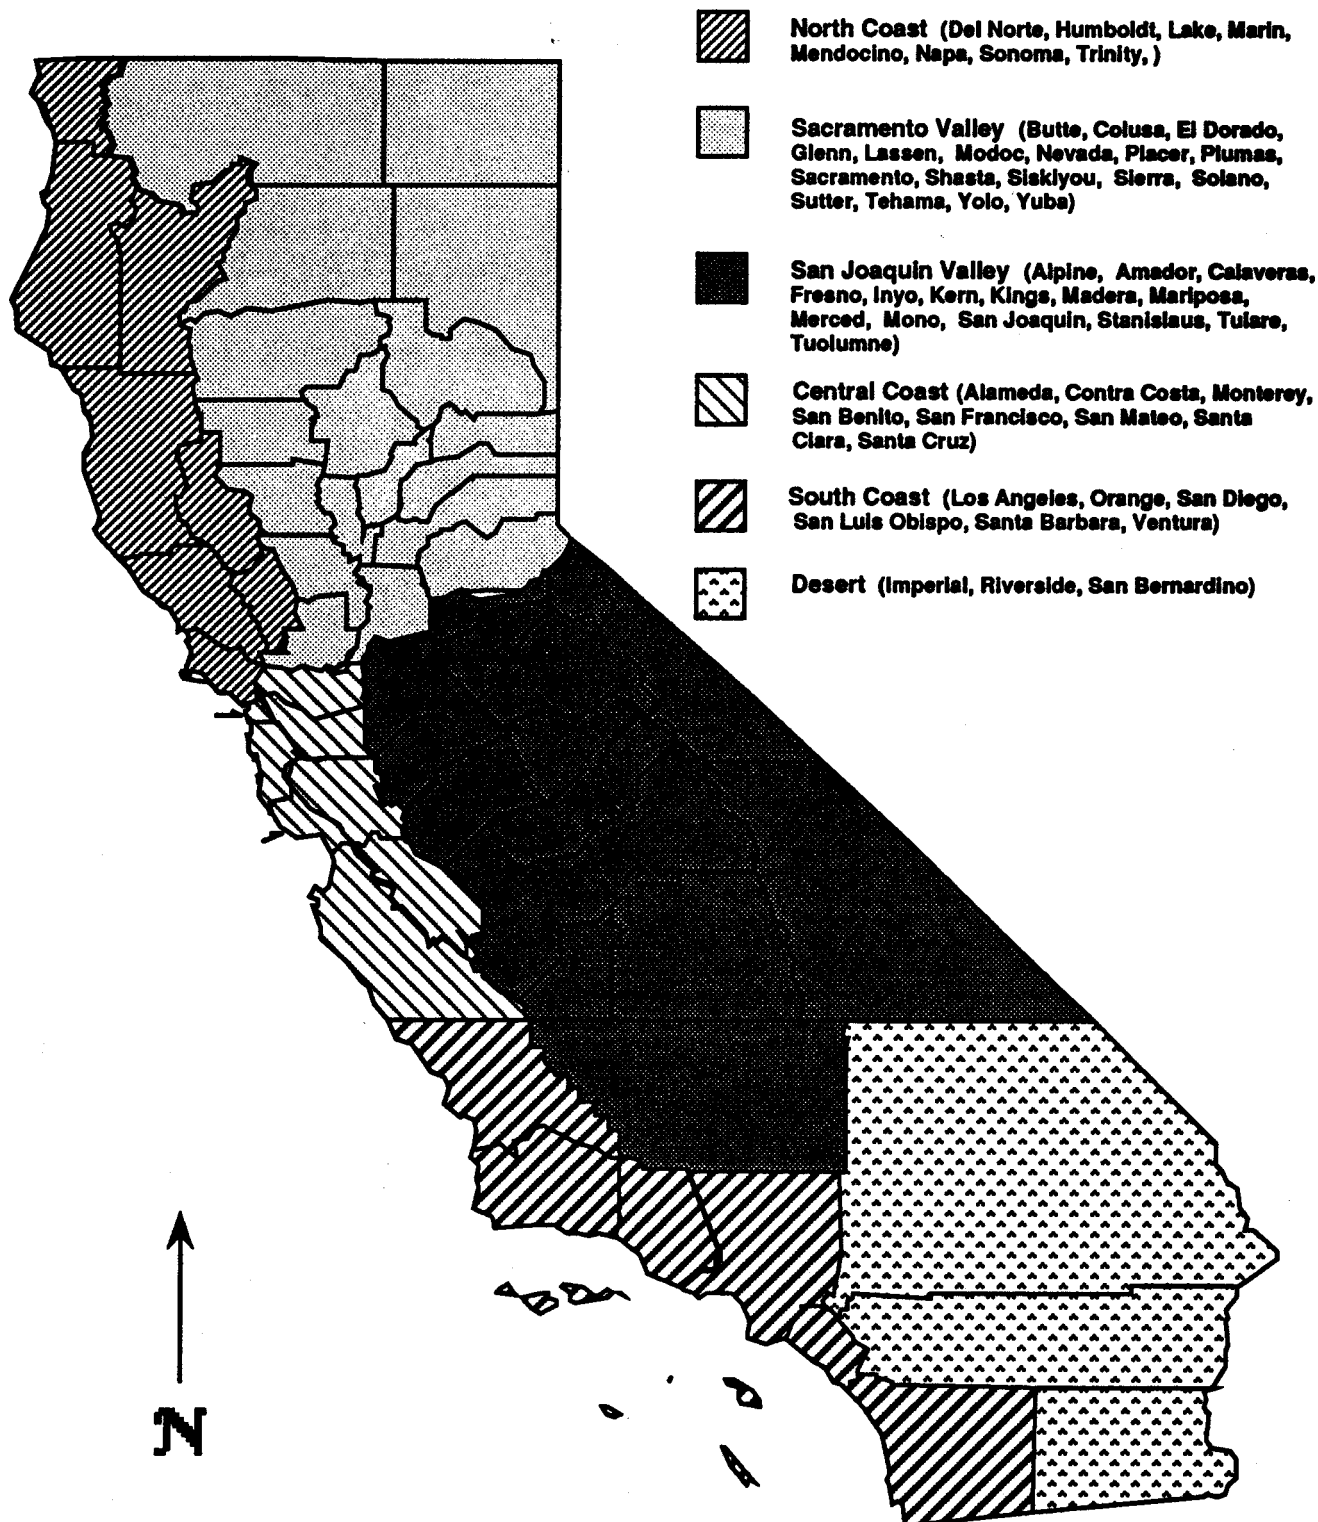 North Coast (Del Norte, Humboldt, Lake, Marin,
Mendocino, Napa, Sonoma, Trinity, )
Sacramento Valley (Butte, Colusa, El Dorado,
Glenn, Lassen, Modoc, Nevada, Placer, Plumas,
Sacramento, Shasta, Siskiyou, Sierra, Solano,
Sutter, Tehama, Yolo, Yuba)
San Joaquin Valley (Alpine, Amador, Calaveras,
Fresno, Inyo, Kern, Kings, Madera, Mariposa,
Merced, Mono, San Joaquin, Stanislaus, Tulare,
Tuolumne)
Central Coast (Alameda, Contra Costa, Monterey,
San Benito, San Francisco, San Mateo, Santa
Clara, Santa Cruz)
South Coast (Los Angeles, Orange, San Diego,
San Luis Obispo, Santa Barbara, Ventura)
Desert (Imperial, Riverside, San Bernardino)
N